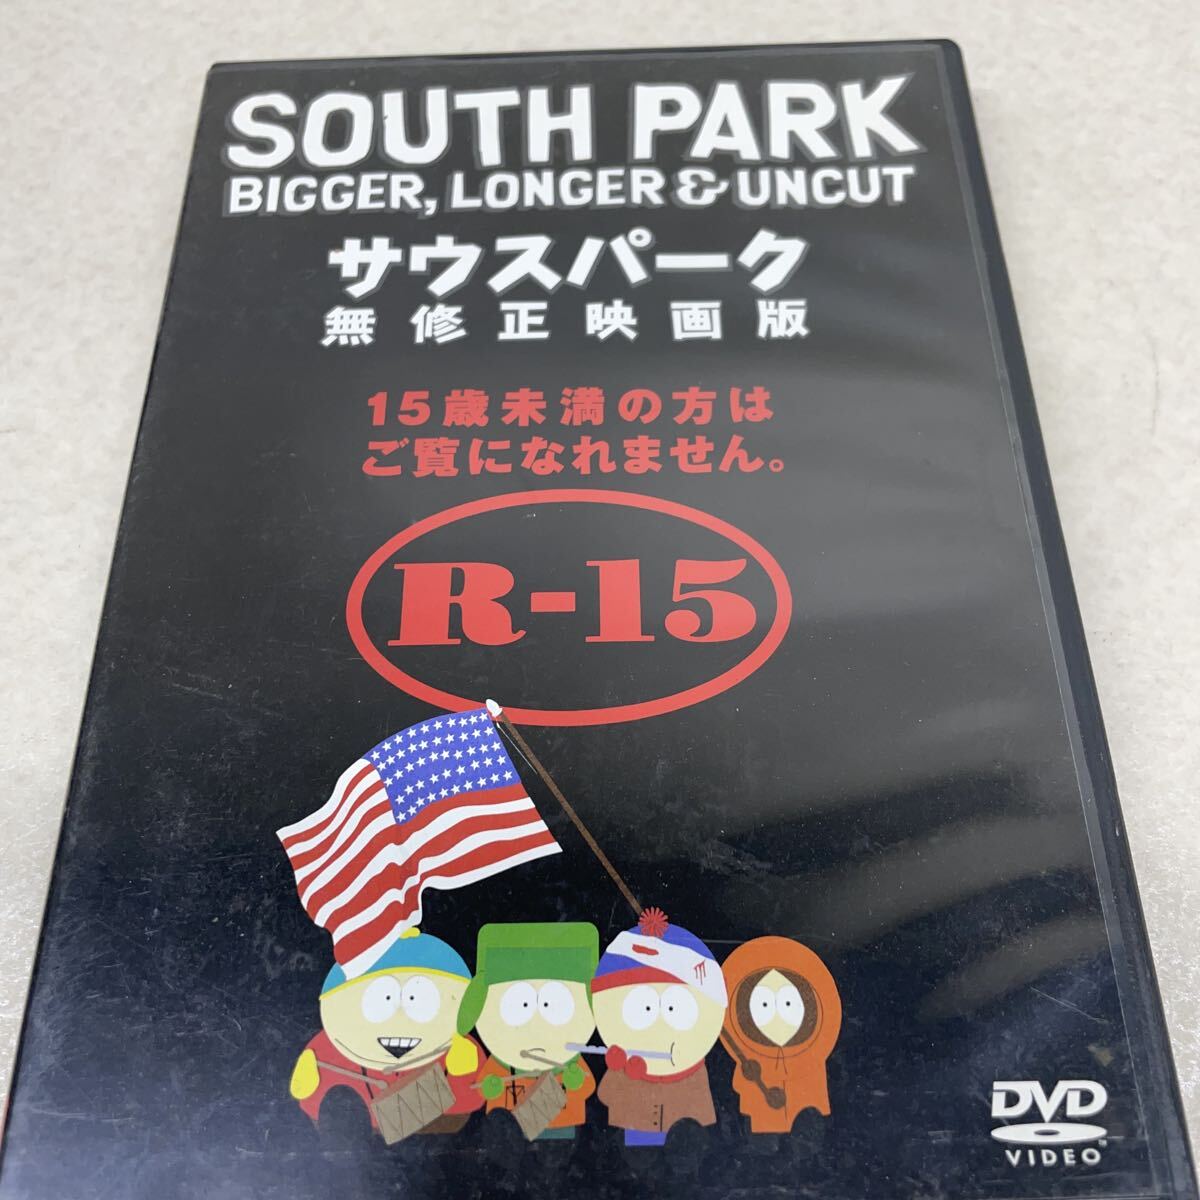 SOUTH PARK
BIGGER, LONGER & UNCUT
サウスパーク
無修正映画版
15歳未満の方は
ご覧になれません。
R-15
DVD
VIDEO